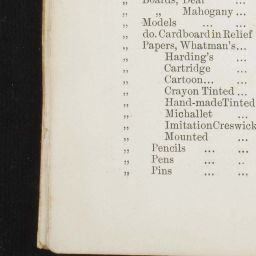 „ Boards, Deal ...
„ „ Mahogany ...
„ Models ... ...
„ do. Cardboard in Relief
„ Papers, Whatman's ...
„ Harding's ...
„ Cartridge ...
„ Cartoon ... ...
„ Crayon Tinted ...
„ Hand-made Tinted
„ Michallet ...
„ Imitation Creswick
„ Mounted ...
„ Pencils ... ...
„ Pens ... ..
„ Pins ... ...